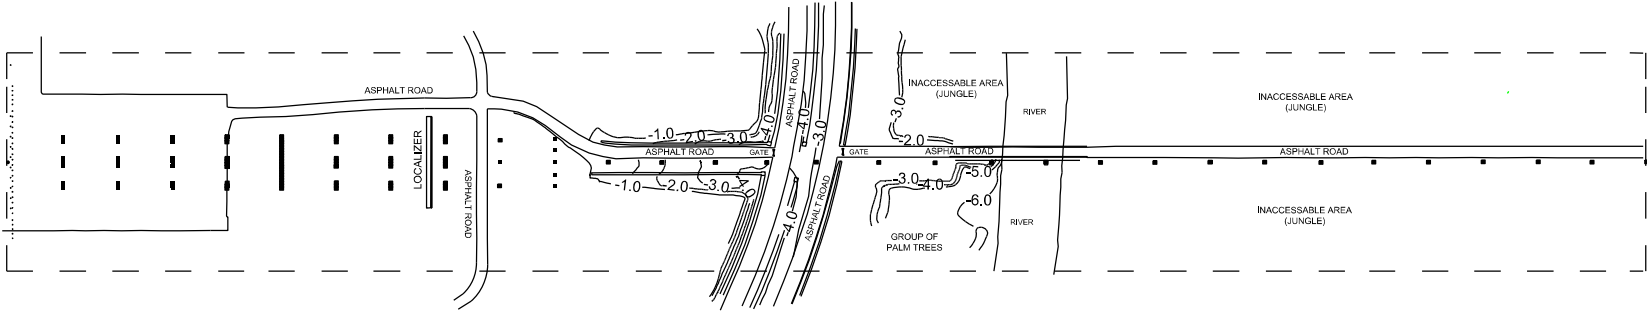 ASPHALT ROAD
LOCALIZER
ASPHALT ROAD
-1.0
-2.0
-3.0
-4.0
ASPHALT ROAD
GATE
-1.0
-2.0
-3.0
-4.0
ASPHALT ROAD
-4.0
-3.0
-4.0
ASPHALT ROAD
GATE
-3.0
-2.0
ASPHALT ROAD
-3.0
-4.0
-5.0
-6.0
INACCESSABLE AREA
(JUNGLE)
RIVER
GROUP OF
PALM TREES
RIVER
INACCESSABLE AREA
(JUNGLE)
ASPHALT ROAD
INACCESSABLE AREA
(JUNGLE)